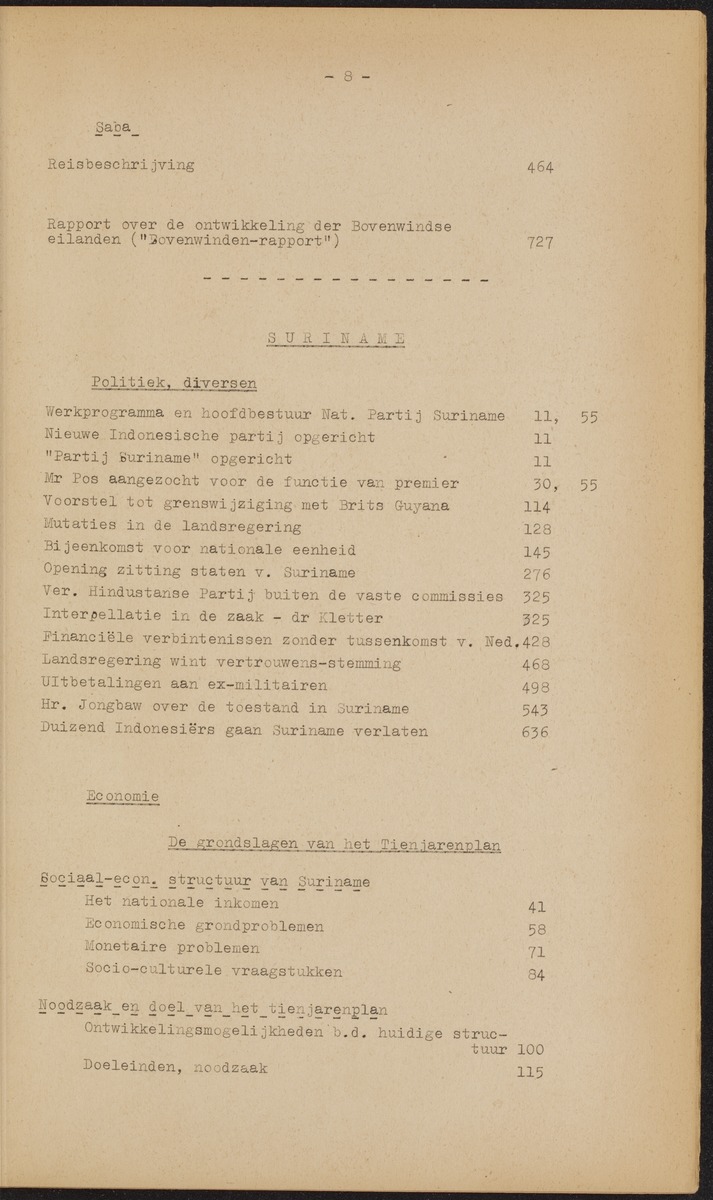 - 8 -
Saba
Reisbeschrijving 464
Rapport over de ontwikkeling der Bovenwindse
eilanden ("Bovenwinden-rapport") 727
- - - - - - - - - - - - - - - - -
S U R I N A M E
Politiek, diversen
Werkprogramma en hoofdbestuur Nat. Partij Suriname 11, 55
Nieuwe Indonesische partij opgericht 11
"Partij Suriname" opgericht 11
Mr Pos aangezocht voor de functie van premier 30, 55
Voorstel tot grenswijziging met Brits Guyana 114
Mutaties in de landsregering 128
Bijeenkomst voor nationale eenheid 145
Opening zitting staten v. Suriname 276
Ver. Hindustanse Partij buiten de vaste commissies 325
Interpellatie in de zaak - dr Kletter 325
Financiële verbintenissen zonder tussenkomst v. Ned. 428
Landsregering wint vertrouwens-stemming 468
UItbetalingen aan ex-militairen 498
Hr. Jongbaw over de toestand in Suriname 543
Duizend Indonesiërs gaan Suriname verlaten 636
Economie
De grondslagen van het Tienjarenplan
Sociaal-econ. structuur van Suriname
Het nationale inkomen 41
Economische grondproblemen 58
Monetaire problemen 71
Socio-culturele vraagstukken 84
Noodzaak en doel van het tienjarenplan
Ontwikkelingsmogelijkheden b.d. huidige struc-
tuur 100
Doeleinden, noodzaak 115